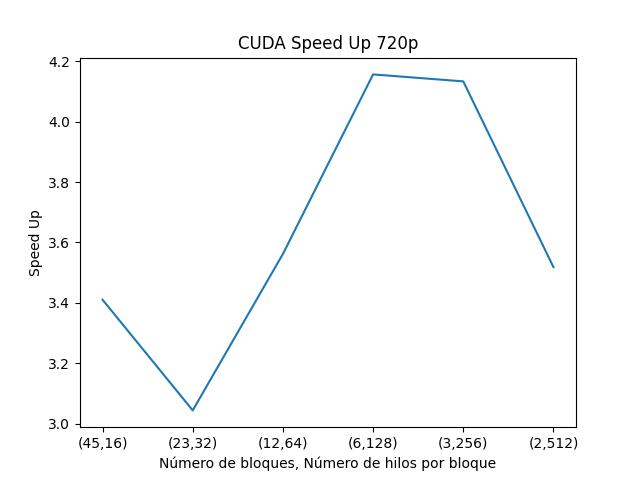 CUDA Speed Up 720p
4.2
4.0
3.8
3.6
3.4
3.2
3.0
Speed Up
(45,16) (23,32) (12,64) (6,128) (3,256) (2,512)
Número de bloques, Número de hilos por bloque